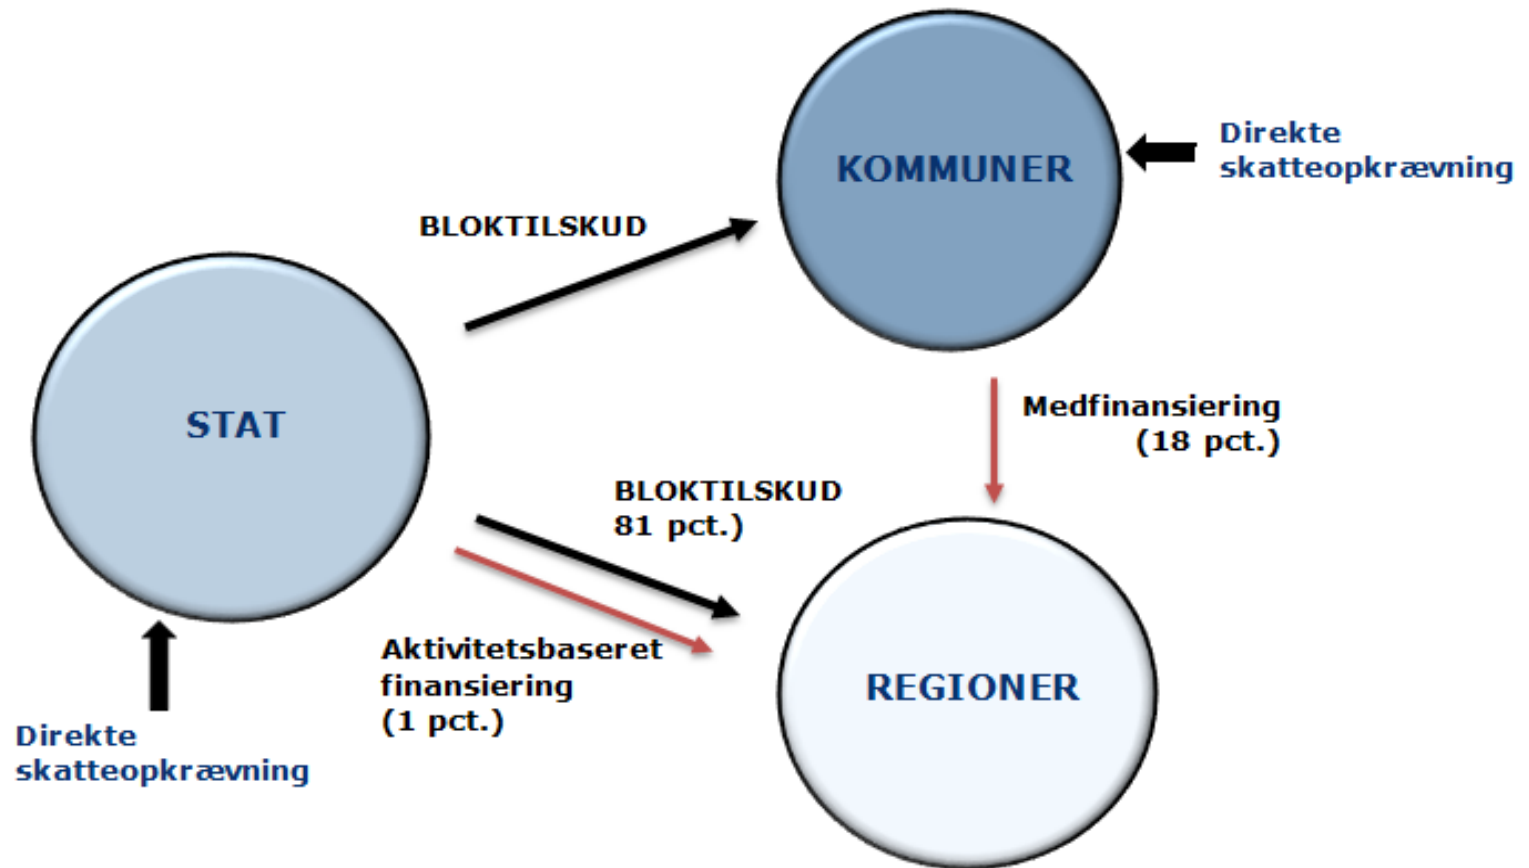 KOMMUNER
Direkte
skatteopkrævning
BLOKTILSKUD
STAT
Medfinansiering
(18 pct.)
BLOKTILSKUD
81 pct.)
Aktivitetsbaseret
finansiering
(1 pct.)
REGIONER
Direkte
skatteopkrævning